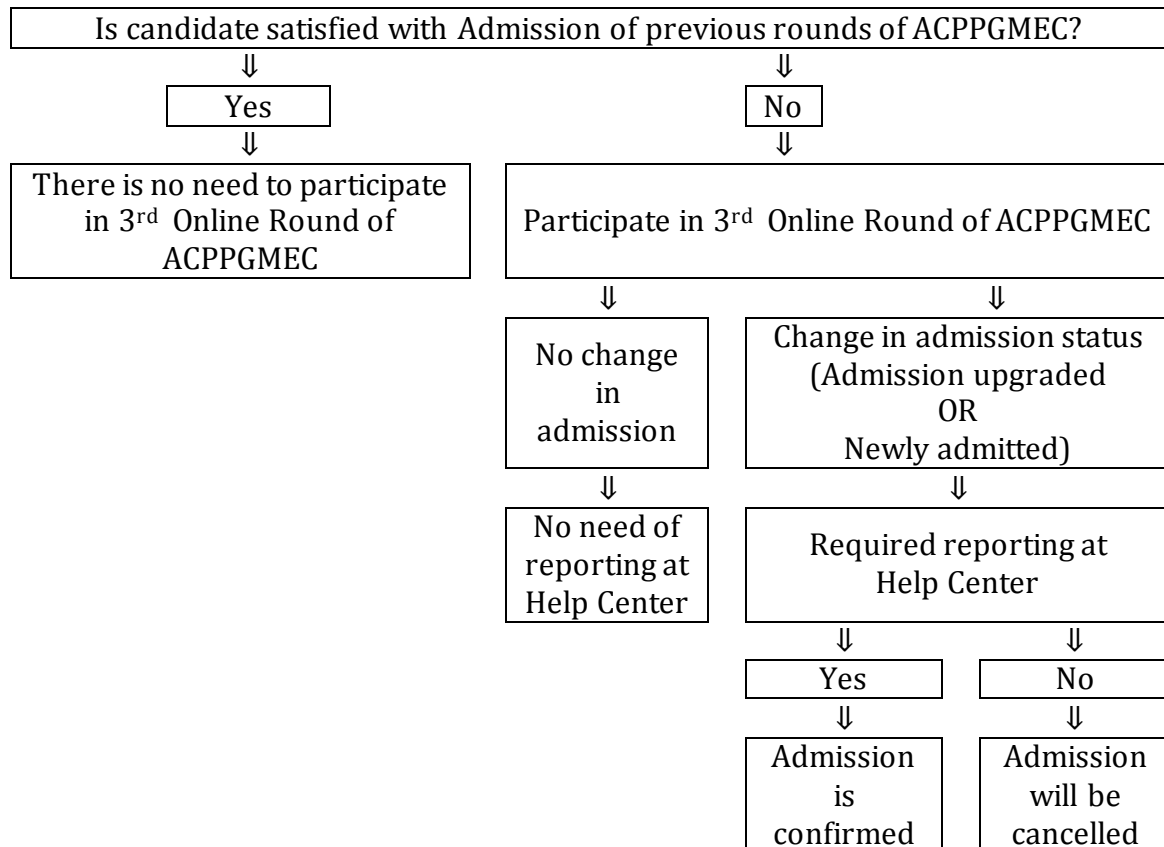 Is candidate satisfied with Admission of previous rounds of ACPPGMEC?
⇓ ⇓
Yes No
⇓ ⇓
There is no need to participate
in 3rd Online Round of
ACPPGMEC
Participate in 3rd Online Round of ACPPGMEC
⇓ ⇓
No change
in
admission
Change in admission status
(Admission upgraded
OR
Newly admitted)
⇓ ⇓
No need of
reporting at
Help Center
Required reporting at
Help Center
⇓ ⇓
Yes No
⇓ ⇓
Admission
is
confirmed
Admission
will be
cancelled